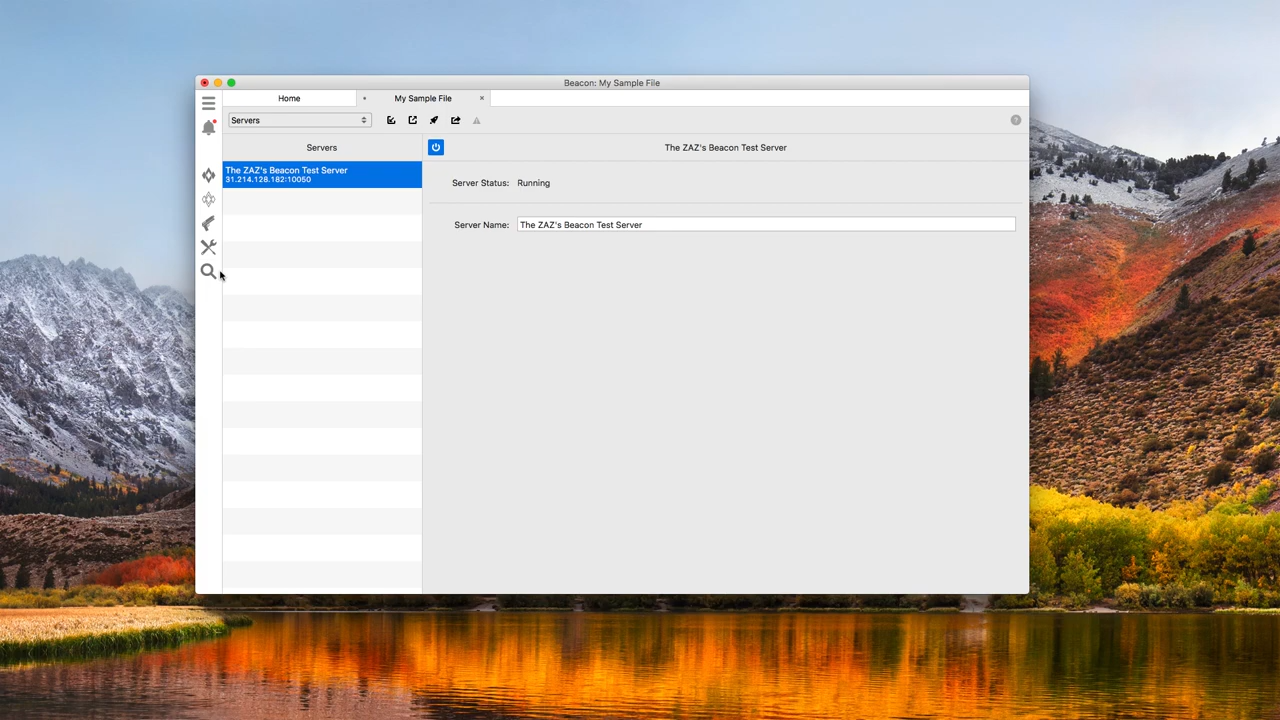 Beacon: My Sample File
Home
My Sample File
Servers
Servers
The ZAZ's Beacon Test Server
The ZAZ's Beacon Test Server
31.214.128.182:10050
Server Status: Running
Server Name: The ZAZ's Beacon Test Server